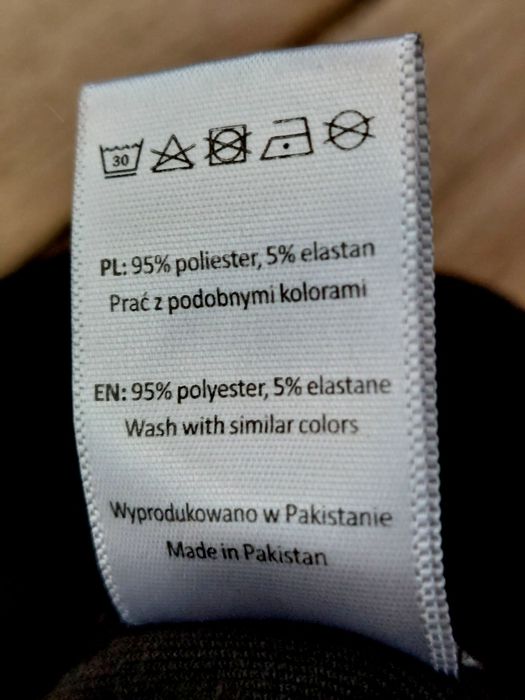 30
PL: 95% poliester, 5% elastan
Prać z podobnymi kolorami
EN: 95% polyester, 5% elastane
Wash with similar colors
Wyprodukowano w Pakistanie
Made in Pakistan